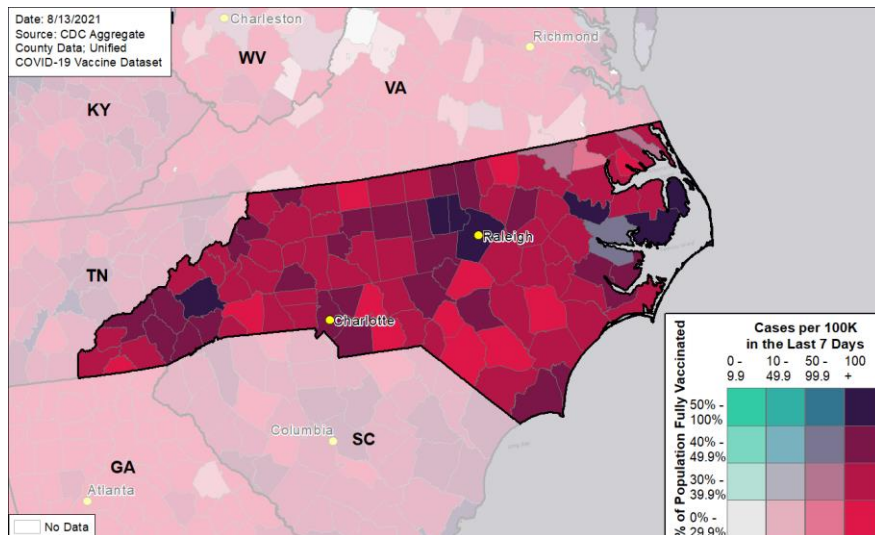 Date: 8/13/2021
Source: CDC Aggregate
County Data; Unified
COVID-19 Vaccine Dataset
Charleston
Richmond
WV
VA
KY
Raleigh
TN
Charlotte
Columbia
SC
GA
Atlanta
No Data
Cases per 100K
in the Last 7 Days
0 -
9.9
10 -
49.9
50 -
99.9
100
+
% of Population Fully Vaccinated
50% -
100%
40% -
49.9%
30% -
39.9%
0% -
29.9%